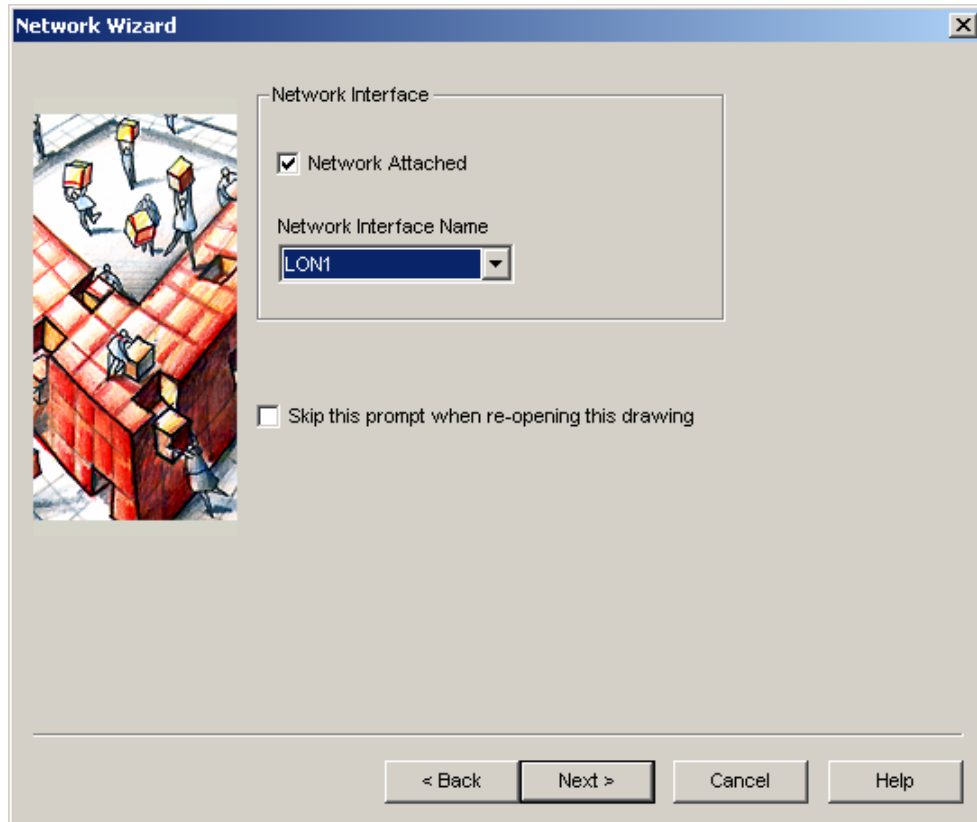 Network Wizard
Network Interface
Network Attached
Network Interface Name
LON1
Skip this prompt when re-opening this drawing
< Back
Next >
Cancel
Help